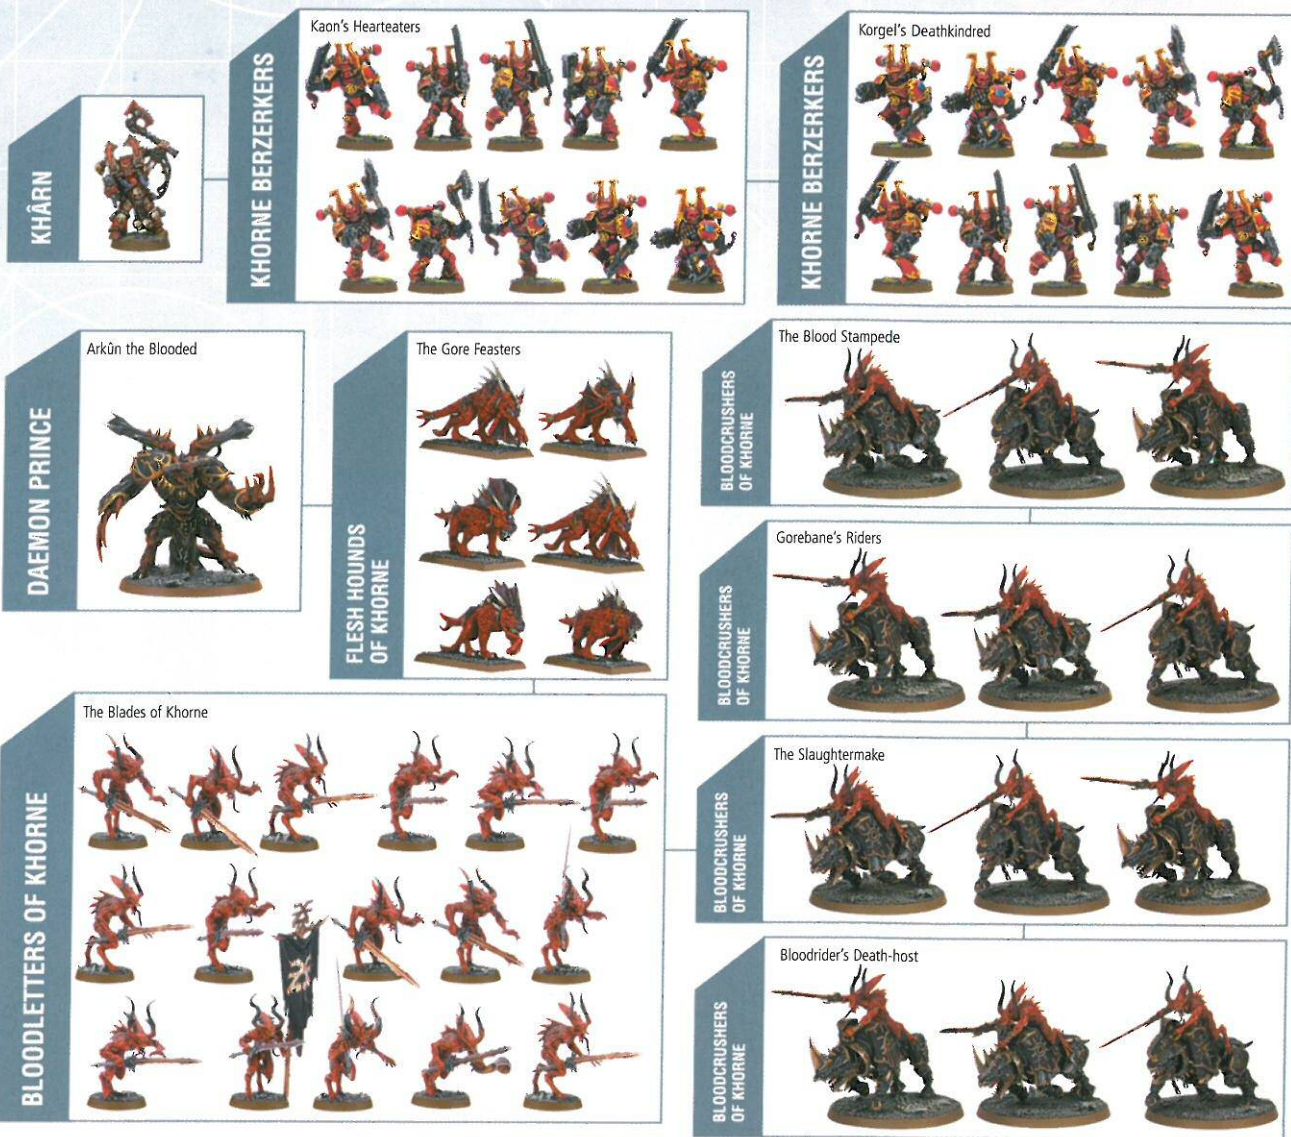 KHÂRN
KHORNE BERZERKERS
Kaon's Hearteaters
KHORNE BERZERKERS
Korgel's Deathkindred
DAEMON PRINCE
Arkûn the Blooded
FLESH HOUNDS
OF KHORNE
The Gore Feasters
BLOODCRUSHERS
OF KHORNE
The Blood Stampede
BLOODCRUSHERS
OF KHORNE
Gorebane's Riders
BLOODLETTERS OF KHORNE
The Blades of Khorne
BLOODCRUSHERS
OF KHORNE
The Slaughtermake
BLOODCRUSHERS
OF KHORNE
Bloodrider's Death-host